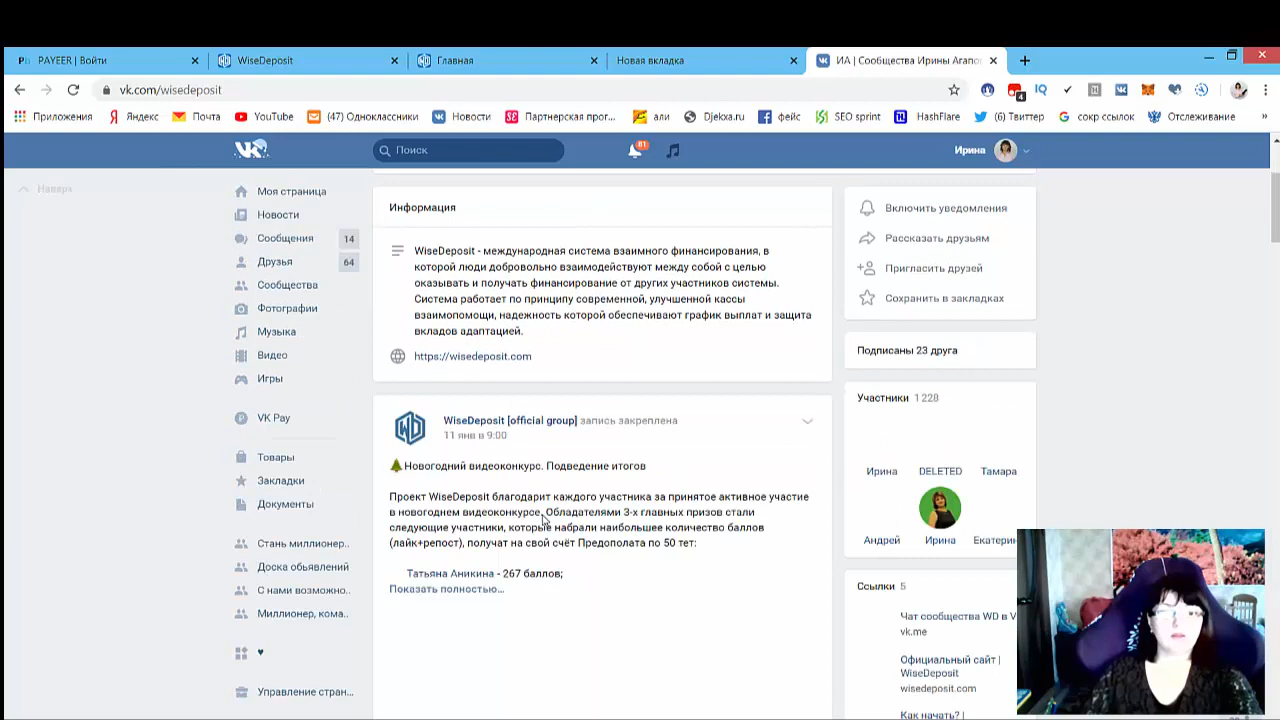 PAYEER | Войти
WiseDeposit
Главная
Новая вкладка
ИА | Сообщества Ирины Агапо
vk.com/wisedeposit
4
Приложения
Яндекс
Почта
YouTube
(47) Одноклассники
Новости
Партнерская прог...
али
Djekxa.ru
фейс
SEO sprint
HashFlare
(6) Твиттер
сокр ссылок
Отслеживание
Поиск
81
Ирина
Наверх
Моя страница
Новости
Сообщения 14
Друзья 64
Сообщества
Фотографии
Музыка
Видео
Игры
VK Pay
Товары
Закладки
Документы
Стань миллионер..
Доска обьявлений
С нами возможно..
Миллионер, кома..
Управление стран...
Информация
WiseDeposit - международная система взаимного финансирования, в
которой люди добровольно взаимодействуют между собой с целью
оказывать и получать финансирование от других участников системы.
Система работает по принципу современной, улучшенной кассы
взаимопомощи, надежность которой обеспечивают график выплат и защита
вкладов адаптацией.
https://wisedeposit.com
WiseDeposit [official group] запись закреплена
11 янв в 9:00
Новогодний видеоконкурс. Подведение итогов
Проект WiseDeposit благодарит каждого участника за принятое активное участие
в новогоднем видеоконкурсе. Обладателями 3-х главных призов стали
следующие участники, которые набрали наибольшее количество баллов
(лайк+репост), получат на свой счёт Предополата по 50 тет:
Татьяна Аникина - 267 баллов;
Показать полностью...
Включить уведомления
Рассказать друзьям
Пригласить друзей
Сохранить в закладках
Подписаны 23 друга
Участники 1 228
Ирина
DELETED
Тамара
Андрей
Ирина
Екатерин
Ссылки 5
Чат сообщества WD в V
vk.me
Официальный сайт |
WiseDeposit
wisedeposit.com
Как начать? |